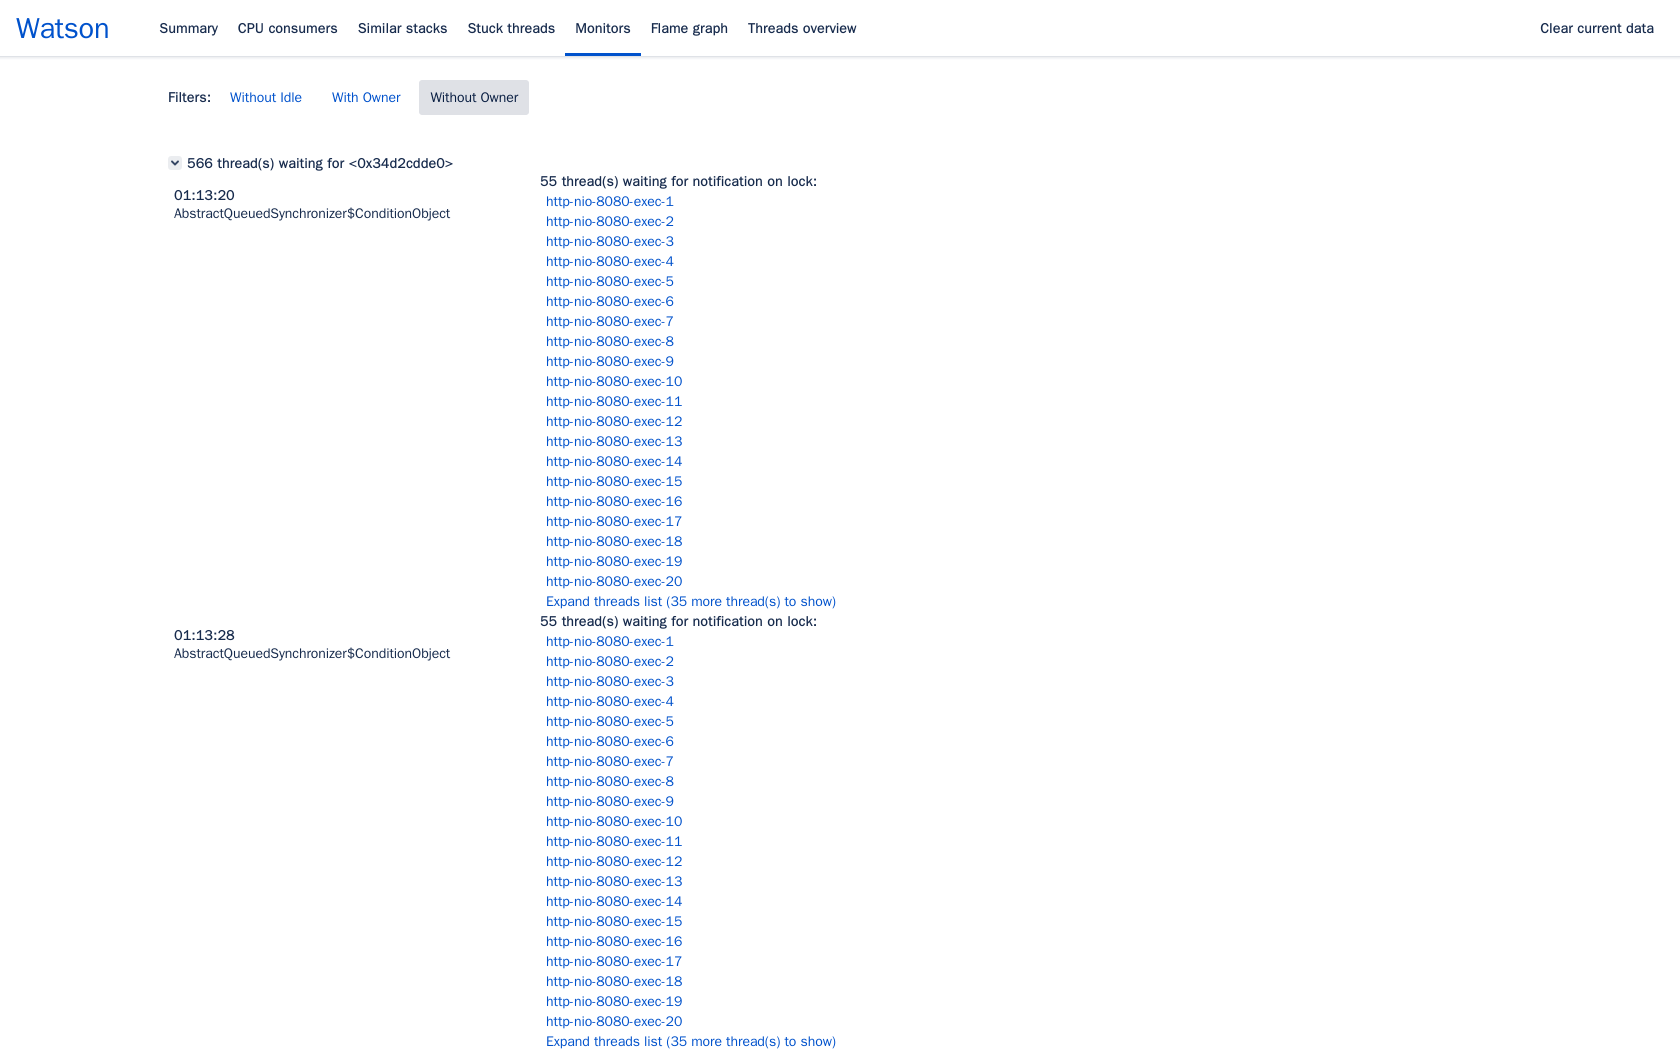 Watson
Summary
CPU consumers
Similar stacks
Stuck threads
Monitors
Flame graph
Threads overview
Clear current data
Filters:
Without Idle
With Owner
Without Owner
566 thread(s) waiting for <0x34d2cdde0>
01:13:20
AbstractQueuedSynchronizer$ConditionObject
55 thread(s) waiting for notification on lock:
http-nio-8080-exec-1
http-nio-8080-exec-2
http-nio-8080-exec-3
http-nio-8080-exec-4
http-nio-8080-exec-5
http-nio-8080-exec-6
http-nio-8080-exec-7
http-nio-8080-exec-8
http-nio-8080-exec-9
http-nio-8080-exec-10
http-nio-8080-exec-11
http-nio-8080-exec-12
http-nio-8080-exec-13
http-nio-8080-exec-14
http-nio-8080-exec-15
http-nio-8080-exec-16
http-nio-8080-exec-17
http-nio-8080-exec-18
http-nio-8080-exec-19
http-nio-8080-exec-20
Expand threads list (35 more thread(s) to show)
01:13:28
AbstractQueuedSynchronizer$ConditionObject
55 thread(s) waiting for notification on lock:
http-nio-8080-exec-1
http-nio-8080-exec-2
http-nio-8080-exec-3
http-nio-8080-exec-4
http-nio-8080-exec-5
http-nio-8080-exec-6
http-nio-8080-exec-7
http-nio-8080-exec-8
http-nio-8080-exec-9
http-nio-8080-exec-10
http-nio-8080-exec-11
http-nio-8080-exec-12
http-nio-8080-exec-13
http-nio-8080-exec-14
http-nio-8080-exec-15
http-nio-8080-exec-16
http-nio-8080-exec-17
http-nio-8080-exec-18
http-nio-8080-exec-19
http-nio-8080-exec-20
Expand threads list (35 more thread(s) to show)